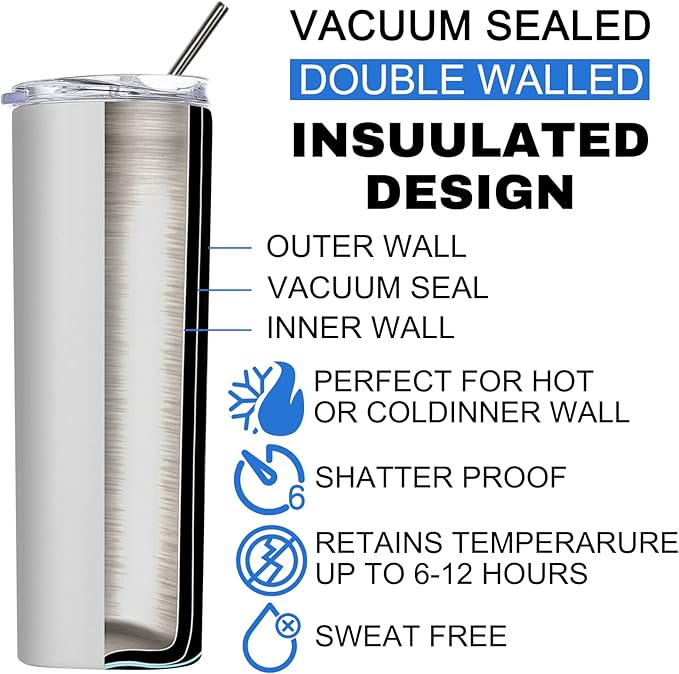 VACUUM SEALED
DOUBLE WALLED
INSUULATED
DESIGN
OUTER WALL
VACUUM SEAL
INNER WALL
PERFECT FOR HOT
OR COLDINNER WALL
6
SHATTER PROOF
RETAINS TEMPERARURE
UP TO 6-12 HOURS
SWEAT FREE